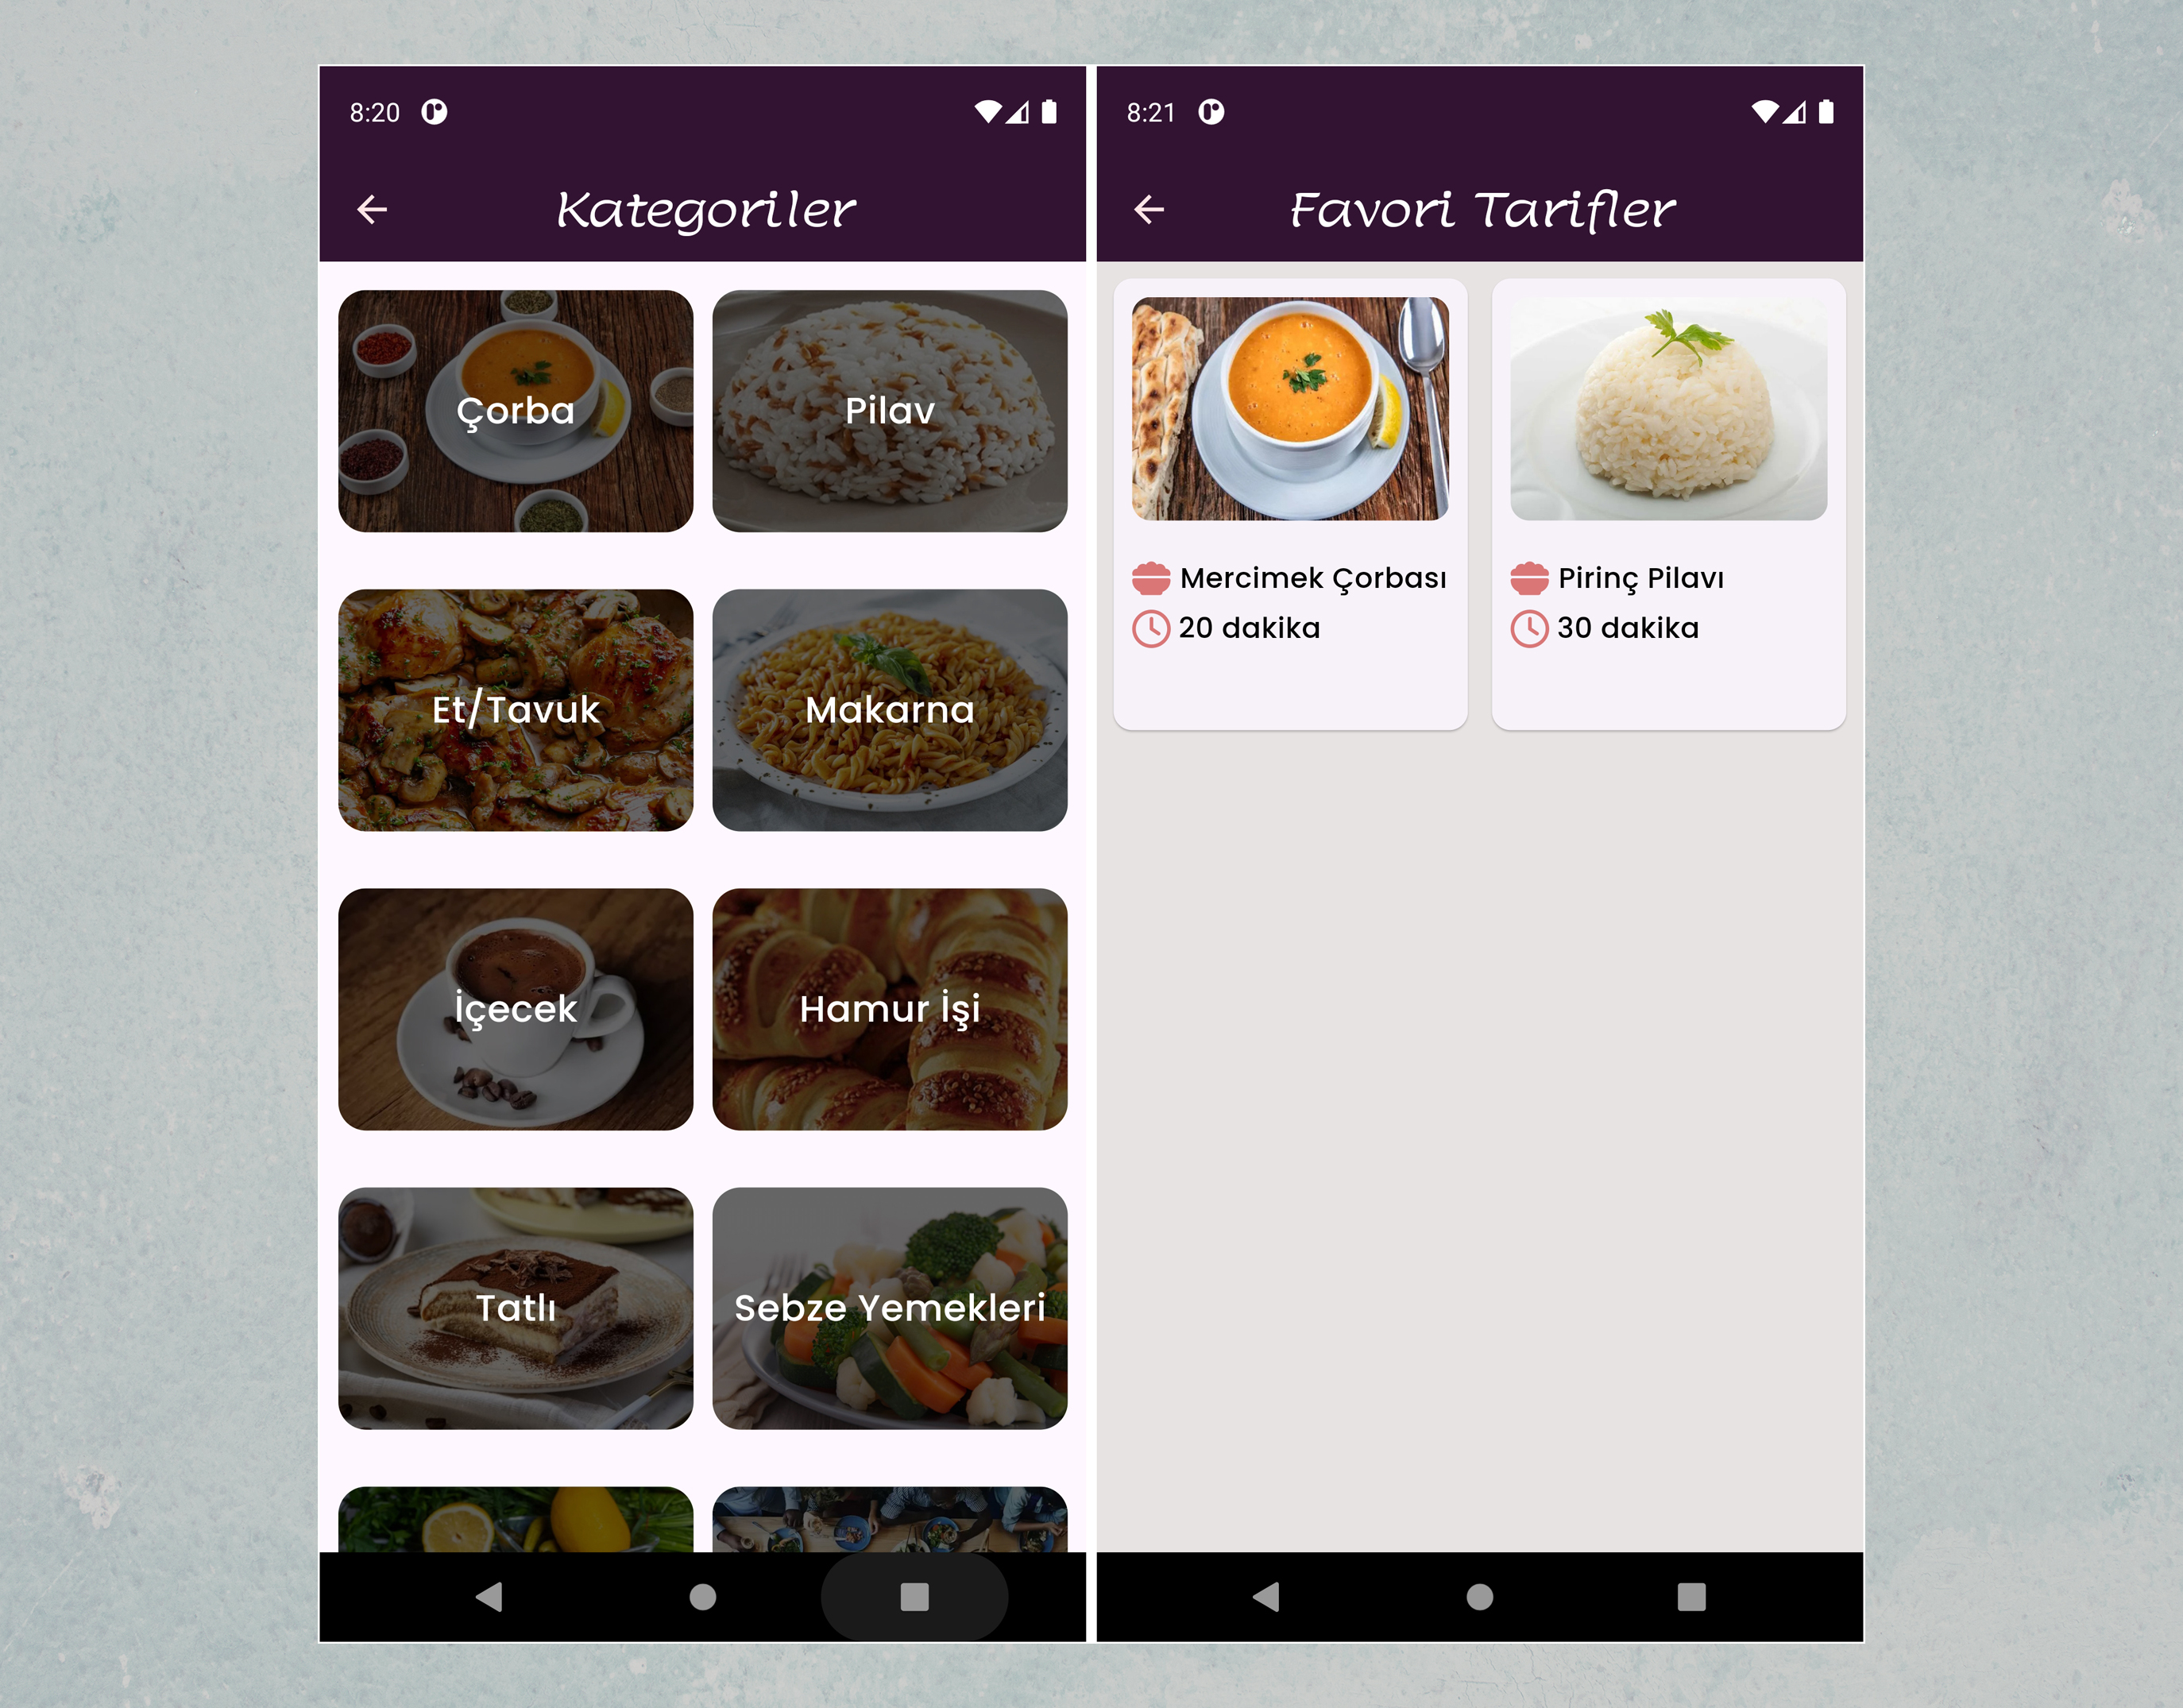 8:20
Kategoriler
Çorba
Pilav
Et/Tavuk
Makarna
İçecek
Hamur İşi
Tatlı
Sebze Yemekleri
8:21
Favori Tarifler
Mercimek Çorbası
20 dakika
Pirinç Pilavı
30 dakika